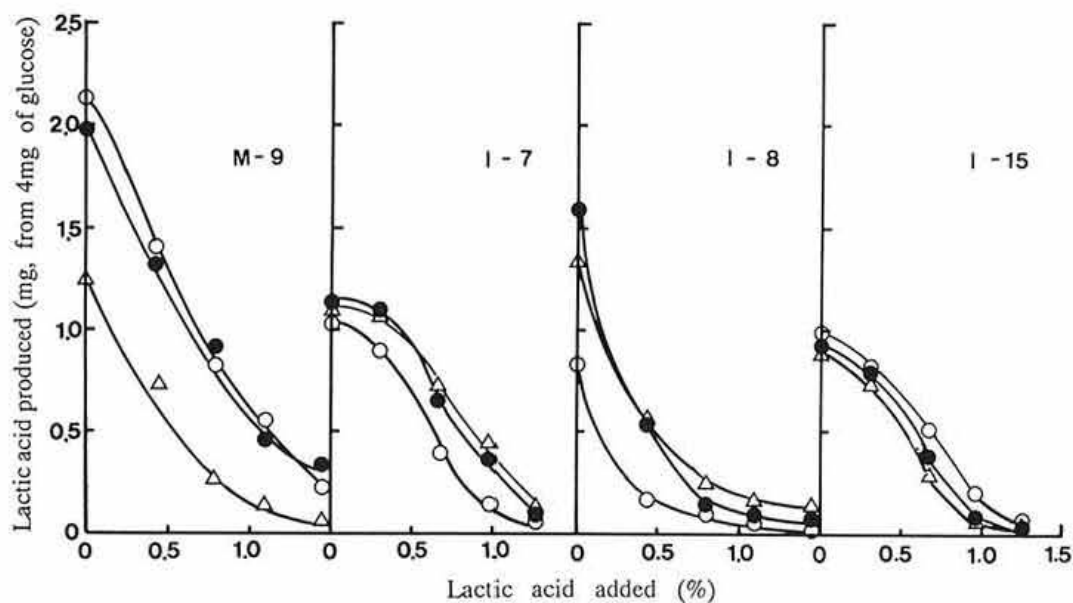 Lactic acid produced (mg, from 4mg of glucose)
2.5
2.0
1.5
1.0
0.5
0
M-9
I-7
I-8
I-15
0 0.5 1.0 0 0.5 1.0 0 0.5 1.0 0 0.5 1.0 1.5
Lactic acid added (%)